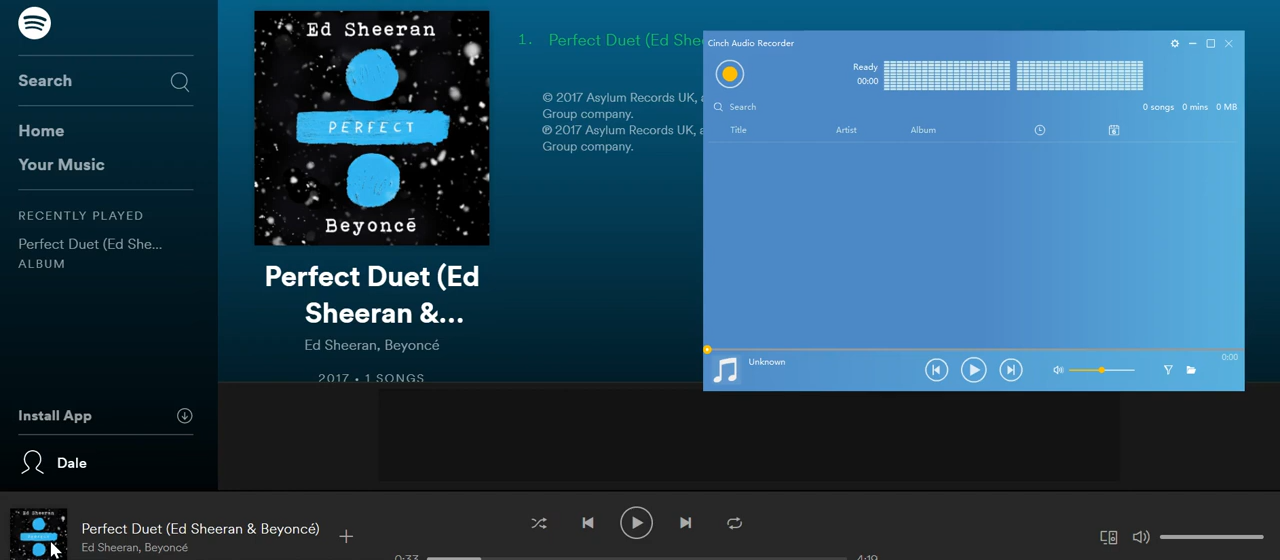 Search
Home
Your Music
RECENTLY PLAYED
Perfect Duet (Ed She...
ALBUM
Install App
Dale
Ed Sheeran
PERFECT
Beyoncé
Perfect Duet (Ed
Sheeran &...
Ed Sheeran, Beyoncé
2017 • 1 SONGS
1. Perfect Duet (Ed She
© 2017 Asylum Records UK, a
Group company.
℗ 2017 Asylum Records UK, a
Group company.
Cinch Audio Recorder
Ready
00:00
Search
0 songs 0 mins 0 MB
Title Artist Album
Unknown
0:00
Ed Sheeran
Perfect Duet (Ed Sheeran & Beyoncé)
Ed Sheeran, Beyoncé
0:33
4:19